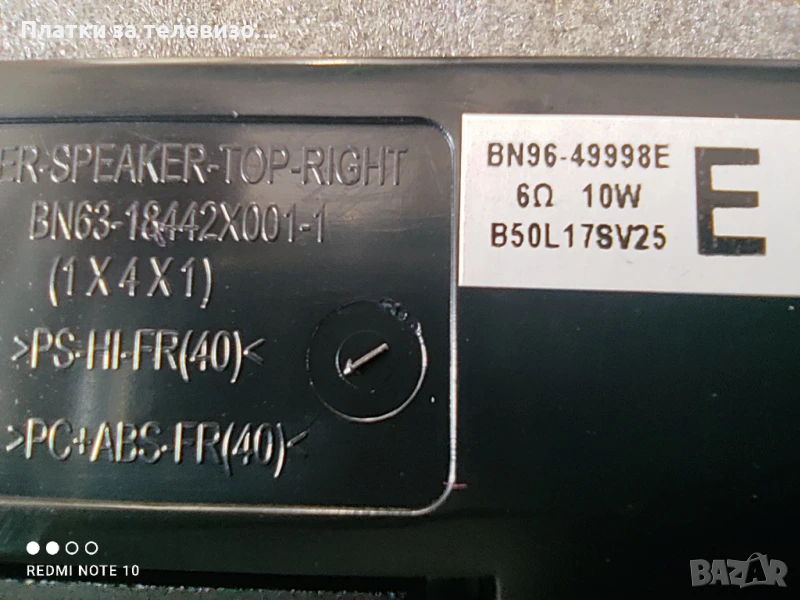 Платки за телевизо...
ER-SPEAKER-TOP-RIGHT
BN63-18442X001-1
(1X4X1)
>PS-HI-FR(40)<
>PC+ABS-FR(40)<
BN96-49998E
6Ω 10W
B50L17SV25
E
REDMI NOTE 10
BAZAR